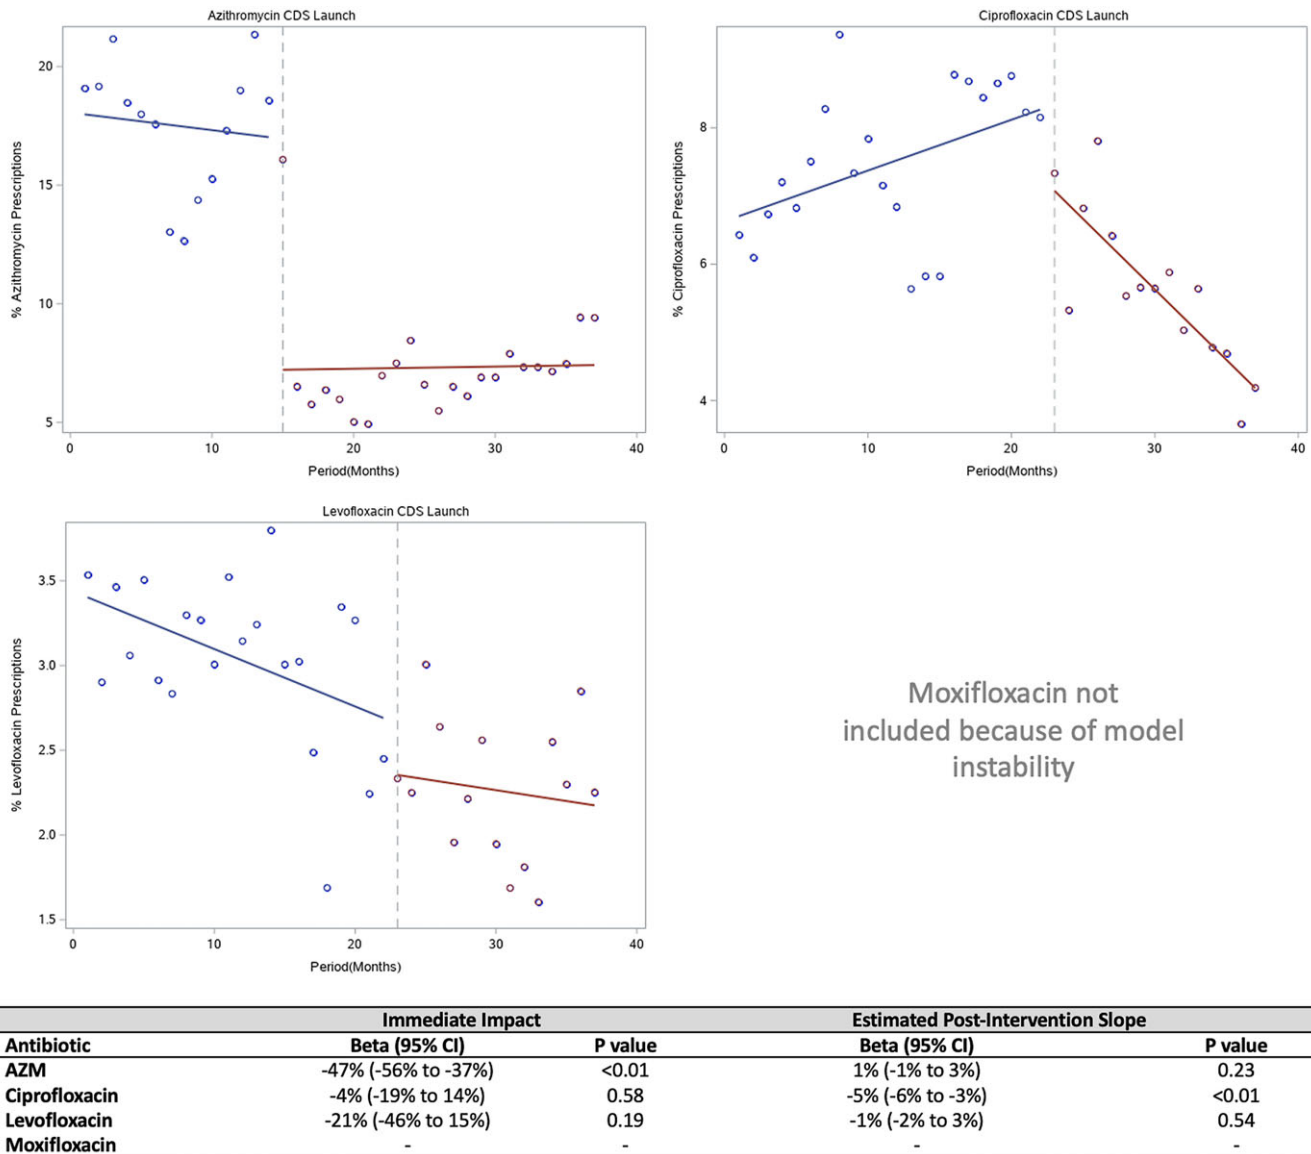 Azithromycin CDS Launch
% Azithromycin Prescriptions
20
15
10
5
0 10 20 30 40
Period(Months)
Ciprofloxacin CDS Launch
% Ciprofloxacin Prescriptions
8
6
4
0 10 20 30 40
Period(Months)
Levofloxacin CDS Launch
% Levofloxacin Prescriptions
3.5
3.0
2.5
2.0
1.5
0 10 20 30 40
Period(Months)
Moxifloxacin not
included because of model
instability
Immediate Impact Estimated Post-Intervention Slope
Antibiotic Beta (95% CI) P value Beta (95% CI) P value
AZM -47% (-56% to -37%) <0.01 1% (-1% to 3%) 0.23
Ciprofloxacin -4% (-19% to 14%) 0.58 -5% (-6% to -3%) <0.01
Levofloxacin -21% (-46% to 15%) 0.19 -1% (-2% to 3%) 0.54
Moxifloxacin - - - -